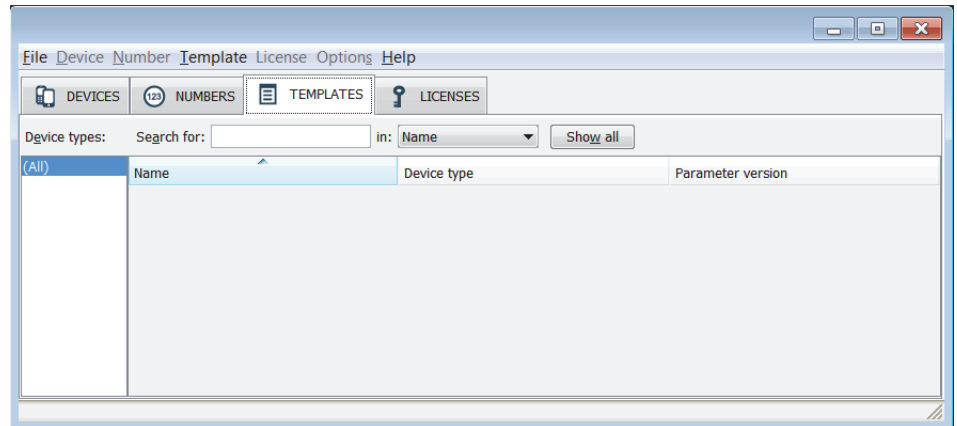 File Device Number Template License Options Help
DEVICES 123 NUMBERS TEMPLATES LICENSES
Device types: Search for: in: Name Show all
(All) Name Device type Parameter version